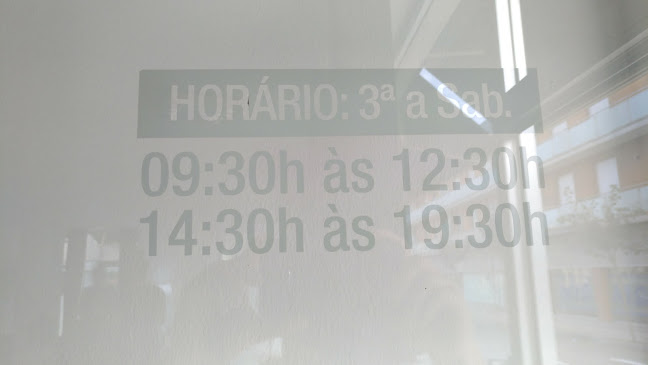 HORÁRIO: 3ª a Sab.
09:30h às 12:30h
14:30h às 19:30h